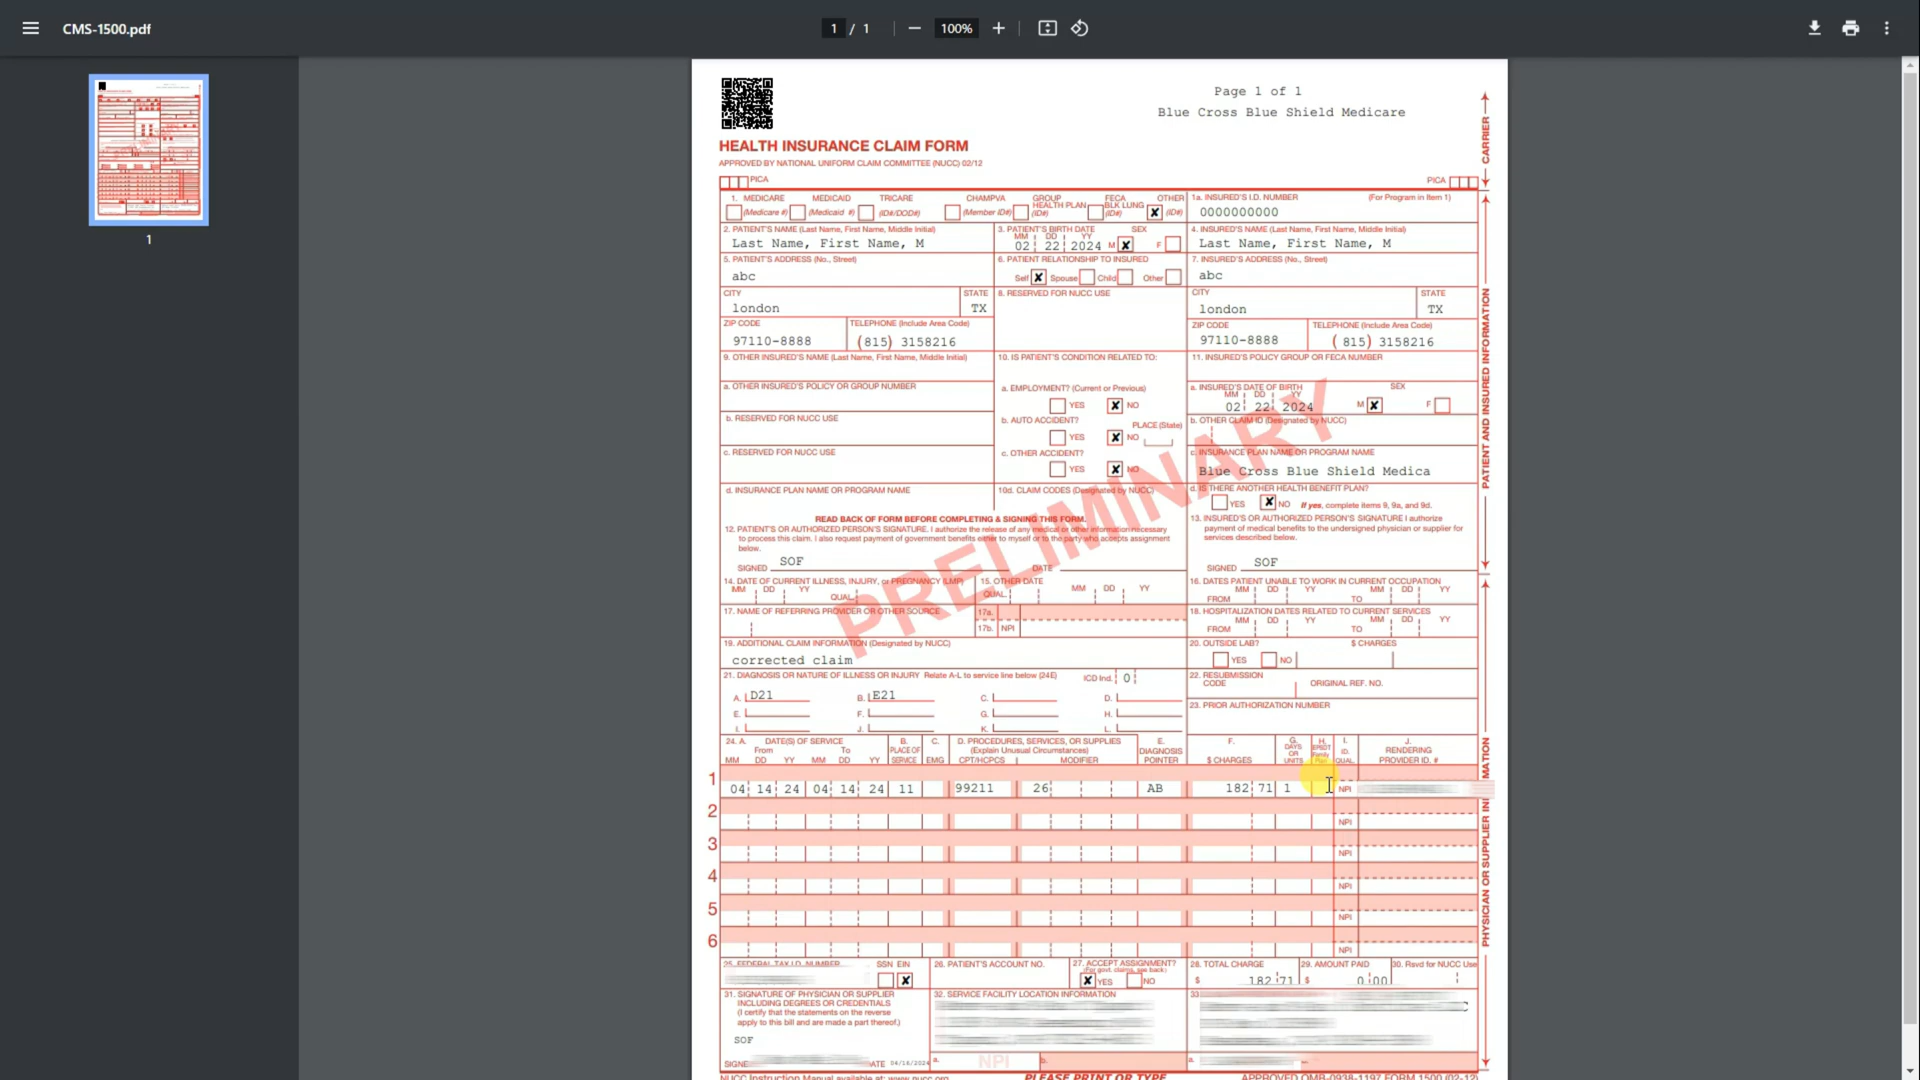 CMS-1500.pdf
1 / 1
100%
1
Page 1 of 1
Blue Cross Blue Shield Medicare
CARRIER
HEALTH INSURANCE CLAIM FORM
APPROVED BY NATIONAL UNIFORM CLAIM COMMITTEE (NUCC) 02/12
PICA
PICA
1. MEDICARE MEDICAID TRICARE CHAMPVA GROUP HEALTH PLAN FECA BLK LUNG OTHER
(Medicare #) (Medicaid #) (ID#/DOD#) (Member ID#) (ID#) (ID#) X (ID#)
1a. INSURED'S I.D. NUMBER (For Program in Item 1)
0000000000
2. PATIENT'S NAME (Last Name, First Name, Middle Initial)
Last Name, First Name, M
3. PATIENT'S BIRTH DATE SEX
MM DD YY
02 22 2024 M X F
4. INSURED'S NAME (Last Name, First Name, Middle Initial)
Last Name, First Name, M
5. PATIENT'S ADDRESS (No., Street)
abc
6. PATIENT RELATIONSHIP TO INSURED
Self X Spouse Child Other
7. INSURED'S ADDRESS (No., Street)
abc
CITY STATE
london TX
8. RESERVED FOR NUCC USE
CITY STATE
london TX
ZIP CODE TELEPHONE (Include Area Code)
97110-8888 (815) 3158216
ZIP CODE TELEPHONE (Include Area Code)
97110-8888 ( 815) 3158216
9. OTHER INSURED'S NAME (Last Name, First Name, Middle Initial)
10. IS PATIENT'S CONDITION RELATED TO:
11. INSURED'S POLICY GROUP OR FECA NUMBER
a. OTHER INSURED'S POLICY OR GROUP NUMBER
a. EMPLOYMENT? (Current or Previous)
YES X NO
a. INSURED'S DATE OF BIRTH SEX
MM DD YY
02 22 2024 M X F
b. RESERVED FOR NUCC USE
b. AUTO ACCIDENT? PLACE (State)
YES X NO
b. OTHER CLAIM ID (Designated by NUCC)
c. RESERVED FOR NUCC USE
c. OTHER ACCIDENT?
YES X NO
c. INSURANCE PLAN NAME OR PROGRAM NAME
Blue Cross Blue Shield Medica
d. INSURANCE PLAN NAME OR PROGRAM NAME
10d. CLAIM CODES (Designated by NUCC)
d. IS THERE ANOTHER HEALTH BENEFIT PLAN?
YES X NO If yes, complete items 9, 9a, and 9d.
PATIENT AND INSURED INFORMATION
PRELIMINARY
READ BACK OF FORM BEFORE COMPLETING & SIGNING THIS FORM.
12. PATIENT'S OR AUTHORIZED PERSON'S SIGNATURE. I authorize the release of any medical or other information necessary
to process this claim. I also request payment of government benefits either to myself or to the party who accepts assignment
below.
SIGNED SOF DATE
13. INSURED'S OR AUTHORIZED PERSON'S SIGNATURE I authorize
payment of medical benefits to the undersigned physician or supplier for
services described below.
SIGNED SOF
14. DATE OF CURRENT ILLNESS, INJURY, or PREGNANCY (LMP)
MM DD YY QUAL.
15. OTHER DATE
QUAL. MM DD YY
16. DATES PATIENT UNABLE TO WORK IN CURRENT OCCUPATION
MM DD YY MM DD YY
FROM TO
17. NAME OF REFERRING PROVIDER OR OTHER SOURCE
17a.
17b. NPI
18. HOSPITALIZATION DATES RELATED TO CURRENT SERVICES
MM DD YY MM DD YY
FROM TO
19. ADDITIONAL CLAIM INFORMATION (Designated by NUCC)
corrected claim
20. OUTSIDE LAB? $ CHARGES
YES NO
21. DIAGNOSIS OR NATURE OF ILLNESS OR INJURY Relate A-L to service line below (24E) ICD Ind. 0
A. D21 B. E21 C. D.
E. F. G. H.
I. J. K. L.
22. RESUBMISSION
CODE ORIGINAL REF. NO.
23. PRIOR AUTHORIZATION NUMBER
24. A. DATE(S) OF SERVICE B. C. D. PROCEDURES, SERVICES, OR SUPPLIES E. F. G. H. I. J.
From To PLACE OF (Explain Unusual Circumstances) DIAGNOSIS DAYS OR EPSDT Family ID. RENDERING
MM DD YY MM DD YY SERVICE EMG CPT/HCPCS MODIFIER POINTER $ CHARGES UNITS Plan QUAL. PROVIDER ID. #
1 04 14 24 04 14 24 11 99211 26 AB 182 71 1 NPI
2 NPI
3 NPI
4 NPI
5 NPI
6 NPI
25. FEDERAL TAX I.D. NUMBER SSN EIN
X
26. PATIENT'S ACCOUNT NO.
27. ACCEPT ASSIGNMENT?
(For govt. claims, see back)
X YES NO
28. TOTAL CHARGE
$ 182 71
29. AMOUNT PAID
$ 0 00
30. Rsvd for NUCC Use
31. SIGNATURE OF PHYSICIAN OR SUPPLIER
INCLUDING DEGREES OR CREDENTIALS
(I certify that the statements on the reverse
apply to this bill and are made a part thereof.)
SOF
32. SERVICE FACILITY LOCATION INFORMATION
33
SIGNE ATE 04/16/2024 a. NPI b. a.
NUCC Instruction Manual available at: www.nucc.org
PLEASE PRINT OR TYPE
APPROVED OMB-0938-1197 FORM 1500 (02-12)